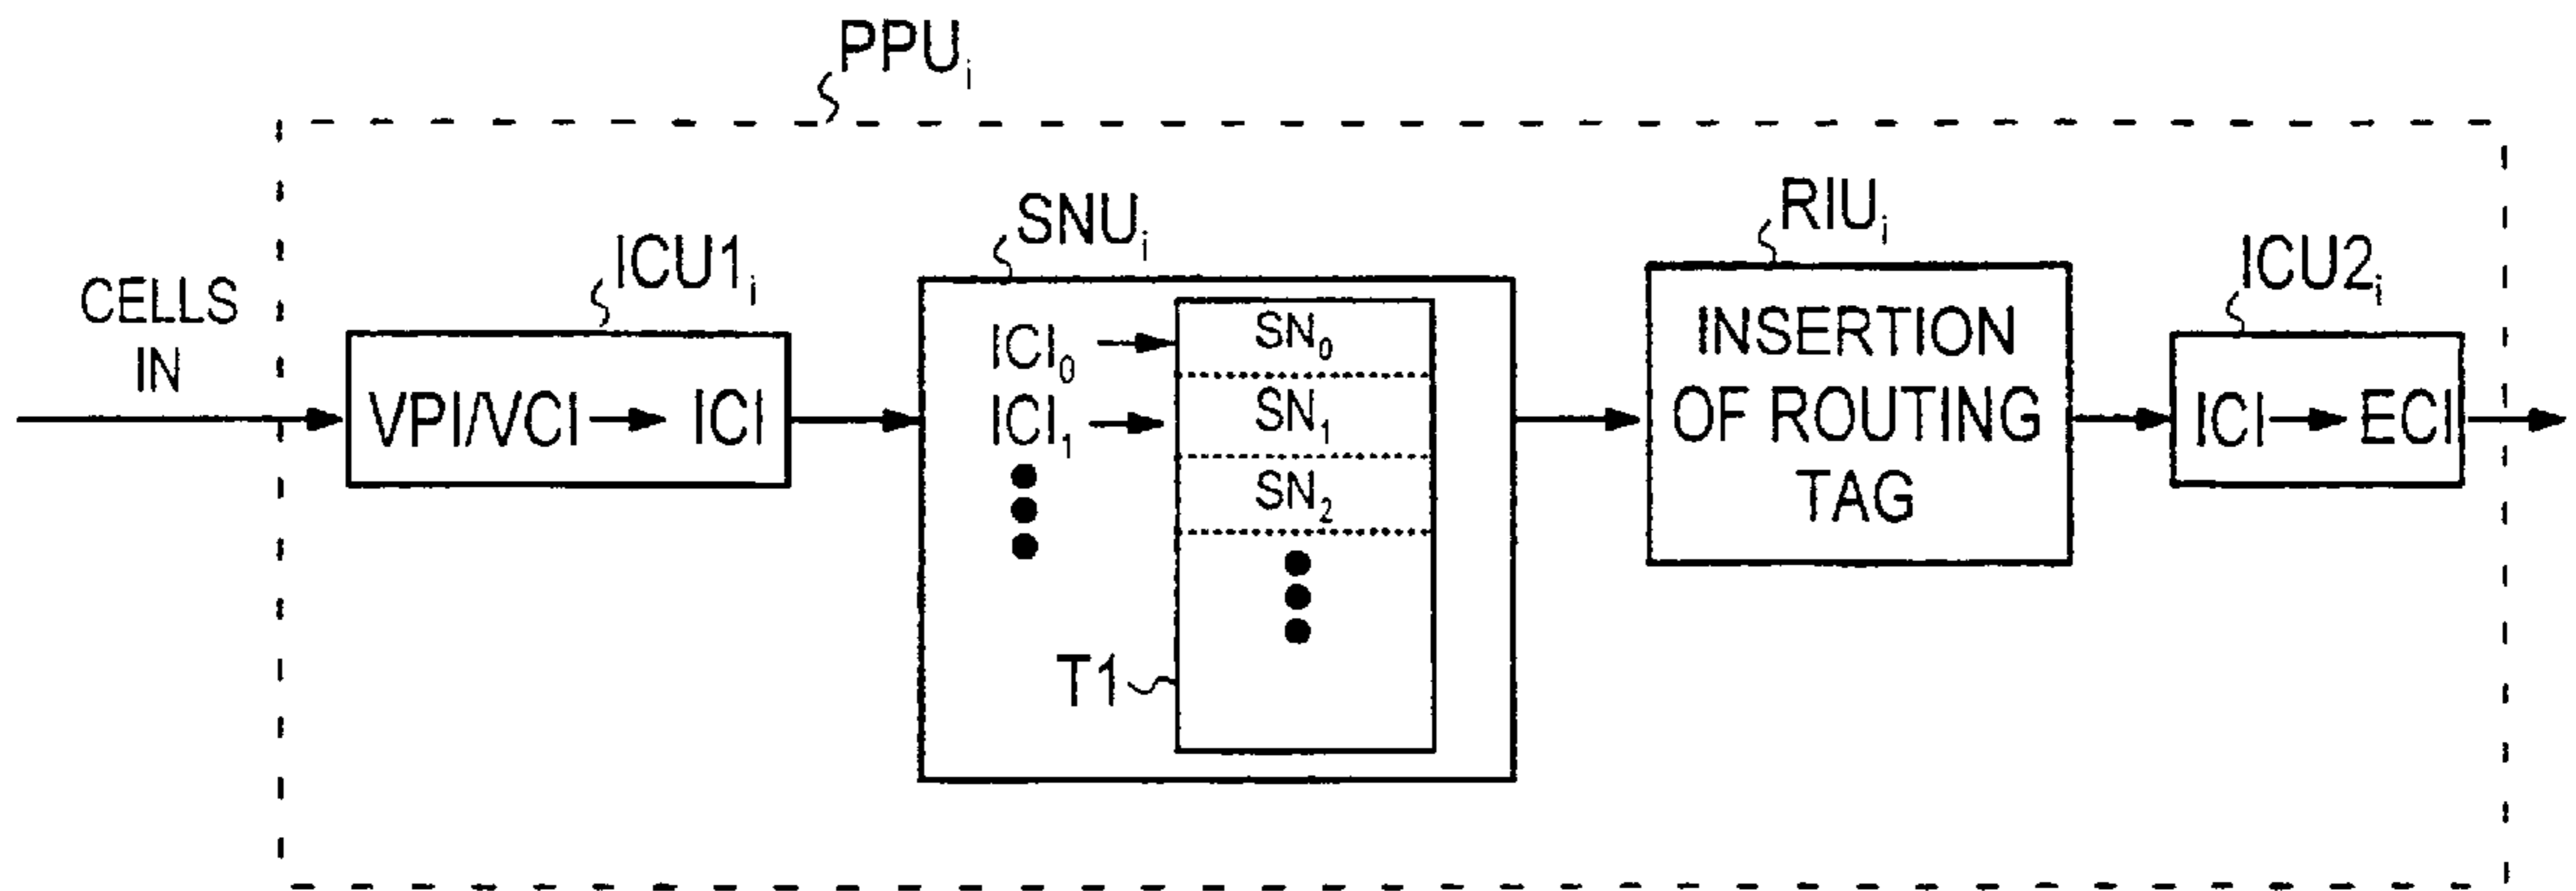 PPUᵢ
CELLS
IN
ICU1ᵢ
VPI/VCI → ICI
SNUᵢ
ICI₀ →
ICI₁ →
SN₀
SN₁
SN₂
T1
RIUᵢ
INSERTION
OF ROUTING
TAG
ICU2ᵢ
ICI → ECI